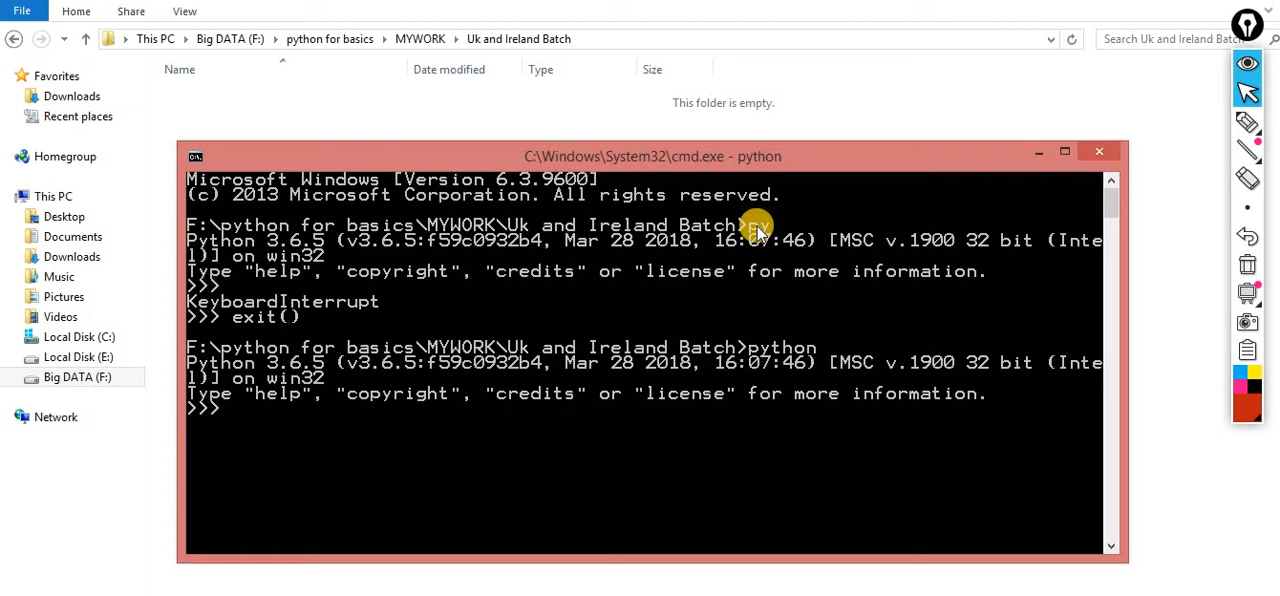 File Home Share View
This PC Big DATA (F:) python for basics MYWORK Uk and Ireland Batch Search Uk and Ireland Batch
Name Date modified Type Size
This folder is empty.
Favorites
Downloads
Recent places
Homegroup
This PC
Desktop
Documents
Downloads
Music
Pictures
Videos
Local Disk (C:)
Local Disk (E:)
Big DATA (F:)
Network
C:\Windows\System32\cmd.exe - python
Microsoft Windows [Version 6.3.9600]
(c) 2013 Microsoft Corporation. All rights reserved.
F:\python for basics\MYWORK\Uk and Ireland Batch>py
Python 3.6.5 (v3.6.5:f59c0932b4, Mar 28 2018, 16:07:46) [MSC v.1900 32 bit (Inte
l)] on win32
Type "help", "copyright", "credits" or "license" for more information.
>>>
KeyboardInterrupt
>>> exit()
F:\python for basics\MYWORK\Uk and Ireland Batch>python
Python 3.6.5 (v3.6.5:f59c0932b4, Mar 28 2018, 16:07:46) [MSC v.1900 32 bit (Inte
l)] on win32
Type "help", "copyright", "credits" or "license" for more information.
>>>